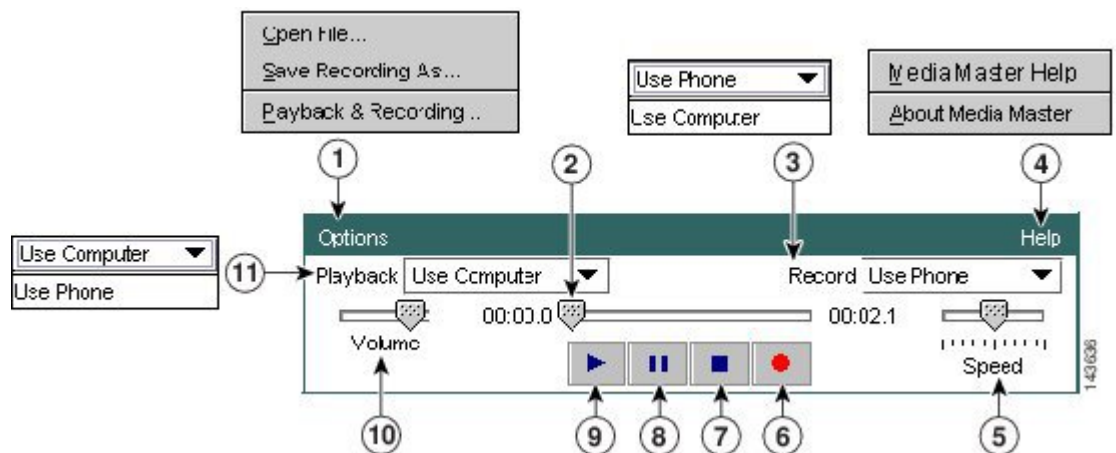 Open File...
Save Recording As...
Playback & Recording...
Use Phone
Use Computer
Media Master Help
About Media Master
1
2
3
4
Options
Help
Use Computer
Use Phone
11
Playback
Use Computer
Record
Use Phone
00:00.0
00:02.1
Volume
Speed
10
9
8
7
6
5
143636